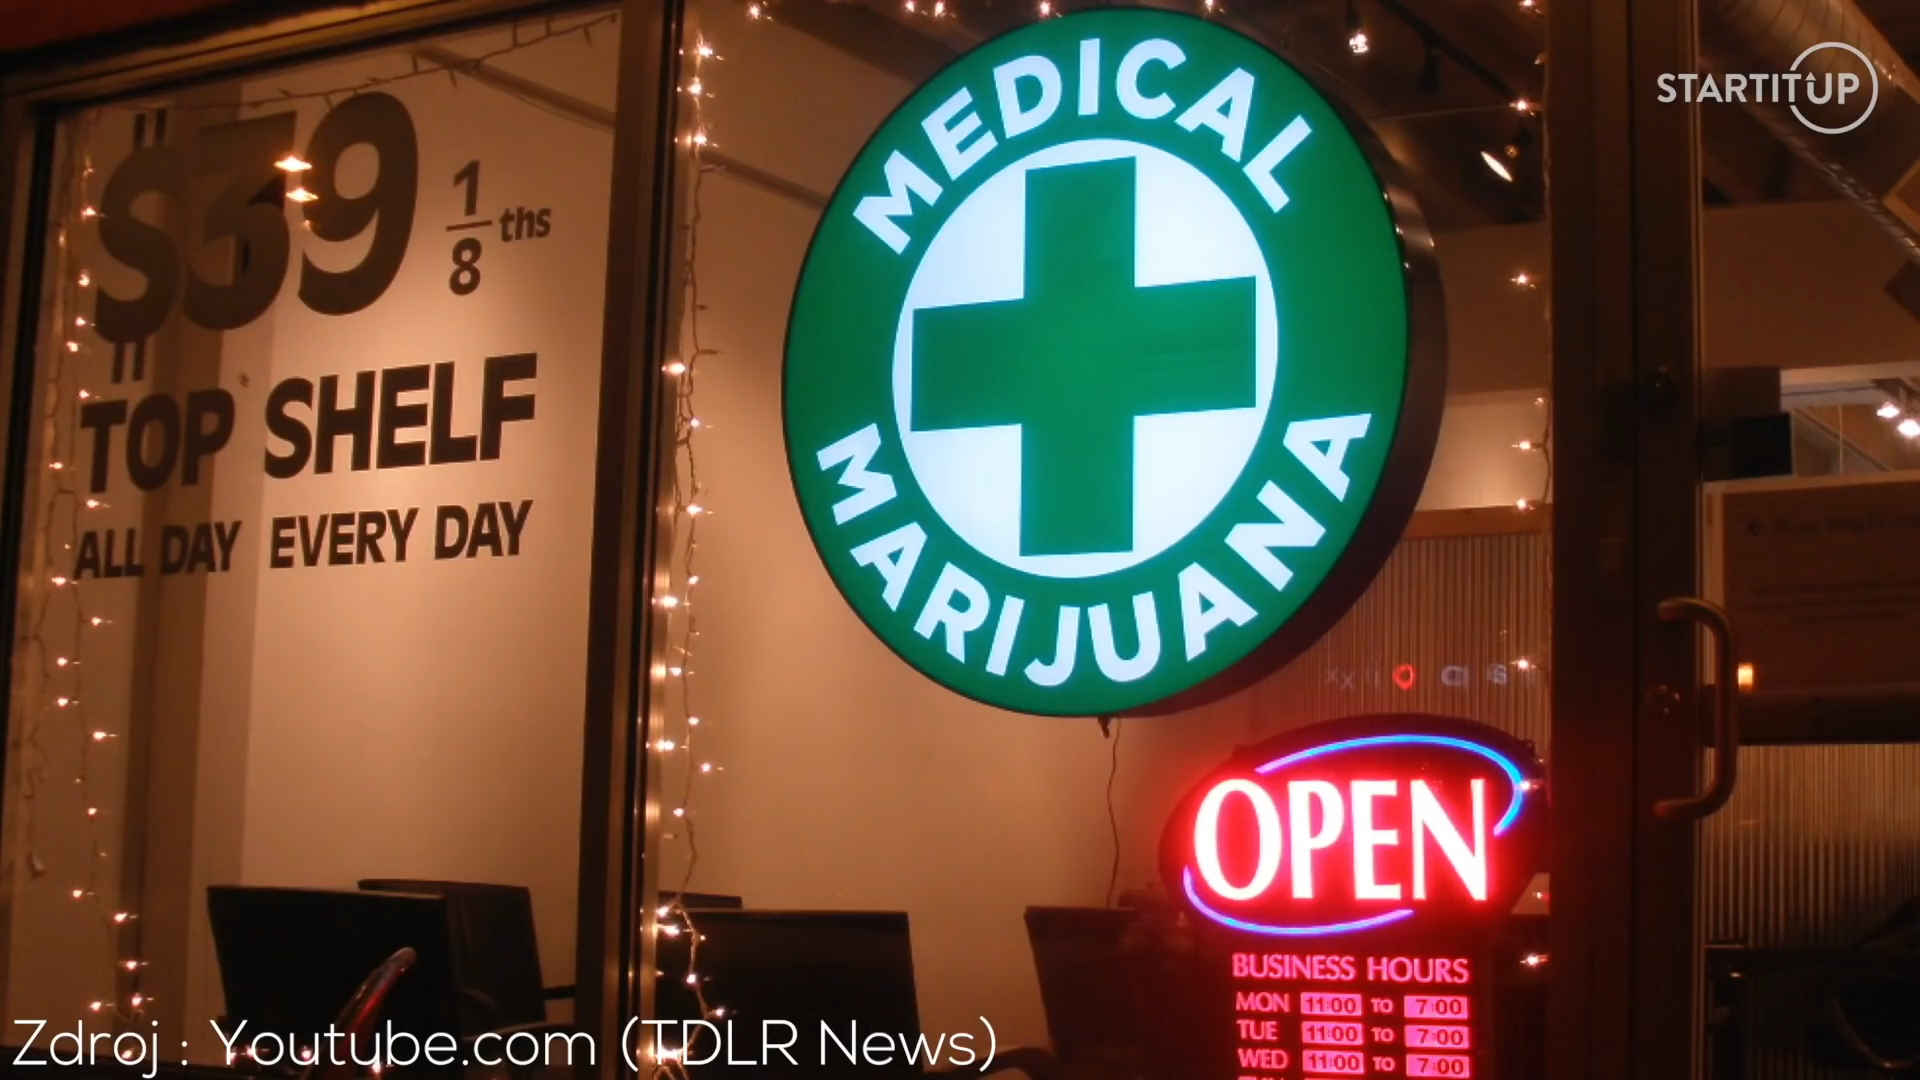 STARTITUP
$39 1/8 ths
TOP SHELF
ALL DAY EVERY DAY
MEDICAL
MARIJUANA
OPEN
BUSINESS HOURS
MON 11:00 TO 7:00
TUE 11:00 TO 7:00
WED 11:00 TO 7:00
Zdroj : Youtube.com (TDLR News)